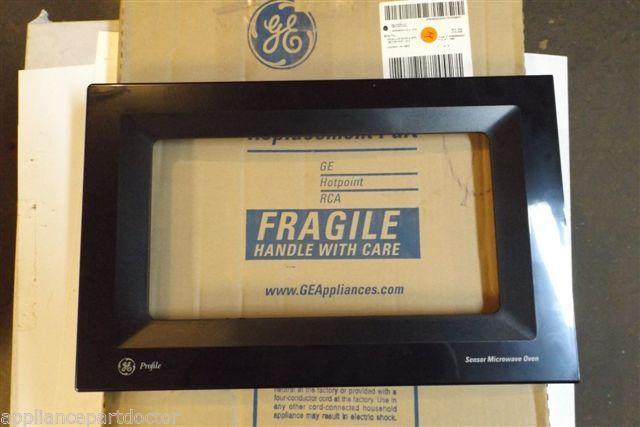 GE
Replacement Part
GE
Hotpoint
RCA
FRAGILE
HANDLE WITH CARE
www.GEAppliances.com
GE Profile
Sensor Microwave Oven
neutral at the factory or provided with a
four-conductor cord at the factory. Use in
any other cord-connected household
appliance may result in electric shock.
appliancepartdoctor